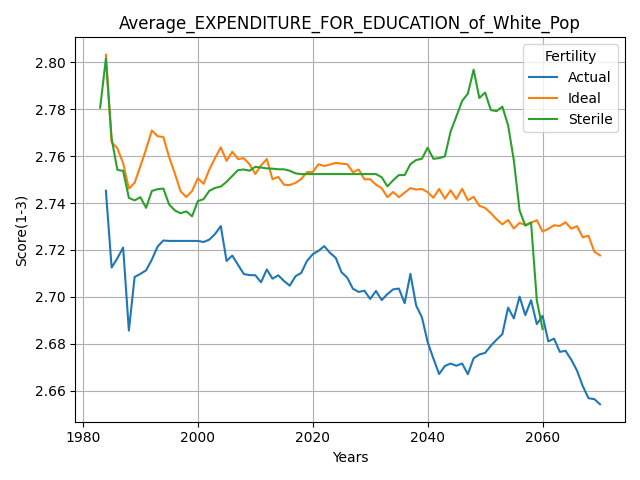 Average_EXPENDITURE_FOR_EDUCATION_of_White_Pop
Fertility
Actual
Ideal
Sterile
Score(1-3)
2.80
2.78
2.76
2.74
2.72
2.70
2.68
2.66
1980
2000
2020
2040
2060
Years